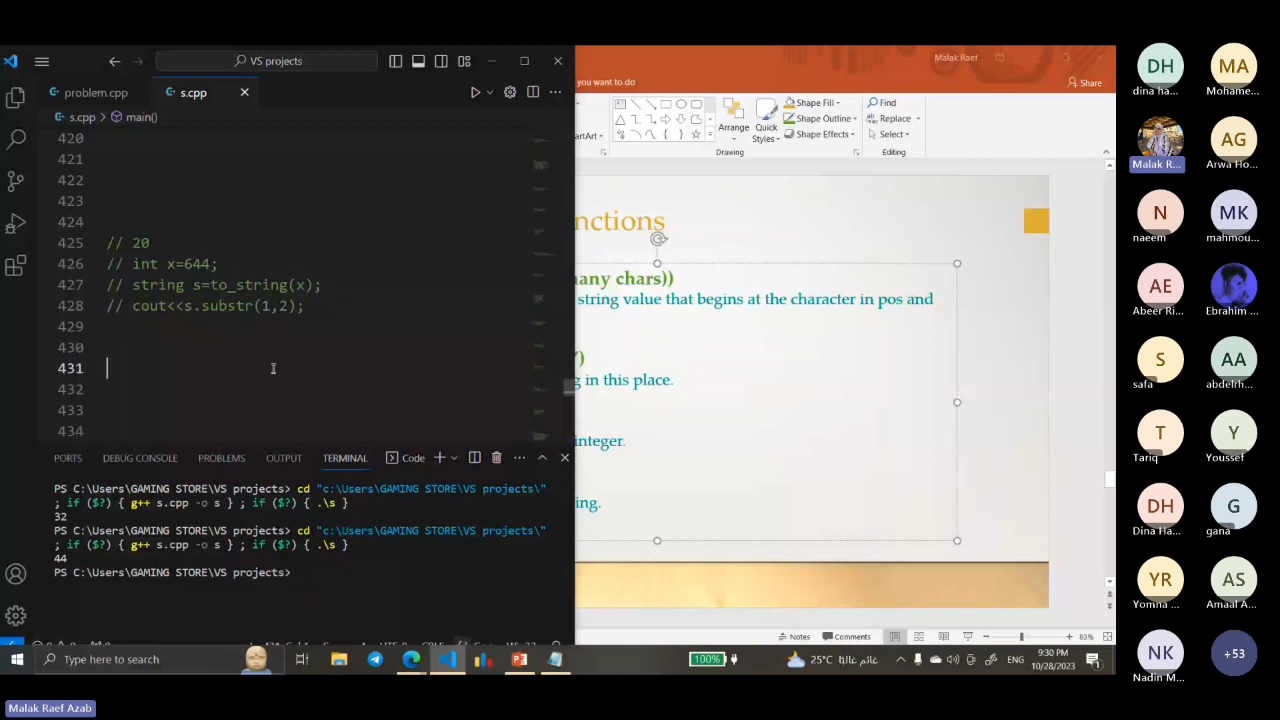 VS projects
problem.cpp
s.cpp
s.cpp > main()
420
421
422
423
424
425 // 20
426 // int x=644;
427 // string s=to_string(x);
428 // cout<<s.substr(1,2);
429
430
431
432
433
434
PORTS DEBUG CONSOLE PROBLEMS OUTPUT TERMINAL Code
PS C:\Users\GAMING STORE\VS projects> cd "c:\Users\GAMING STORE\VS projects\"
; if ($?) { g++ s.cpp -o s } ; if ($?) { .\s }
32
PS C:\Users\GAMING STORE\VS projects> cd "c:\Users\GAMING STORE\VS projects\"
; if ($?) { g++ s.cpp -o s } ; if ($?) { .\s }
44
PS C:\Users\GAMING STORE\VS projects>
Malak Raef
you want to do
Share
Arrange
Quick
Styles
Shape Fill
Shape Outline
Shape Effects
Find
Replace
Select
Drawing
Editing
nctions
any chars))
string value that begins at the character in pos and
')
g in this place.
integer.
ing.
Notes Comments 83%
Type here to search
100%
25°C غائم غالبًا
ENG
9:30 PM
10/28/2023
1
DH
dina ha...
MA
Mohame...
Malak R...
AG
Arwa Ho...
N
naeem
MK
mahmou...
AE
Abeer Ri...
Ebrahim ...
S
safa
AA
abdelrh...
T
Tariq
Y
Youssef
DH
Dina Ha...
G
gana
YR
Yomna ...
AS
Amaal A...
NK
Nadin M...
+53
Malak Raef Azab